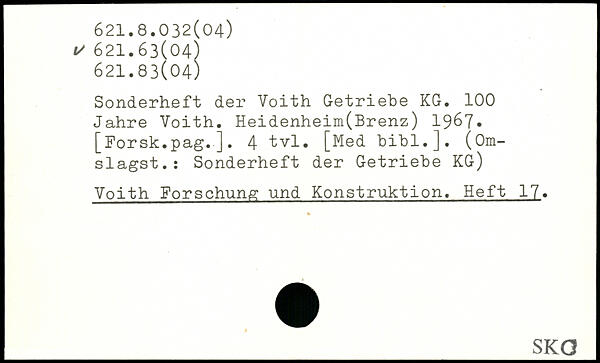 621.8.032(04)
✓ 621.63(04)
621.83(04)
Sonderheft der Voith Getriebe KG. 100
Jahre Voith. Heidenheim(Brenz) 1967.
[Forsk.pag.]. 4 tvl. [Med bibl.]. (Om-
slagst.: Sonderheft der Getriebe KG)
Voith Forschung und Konstruktion. Heft 17.
SKO